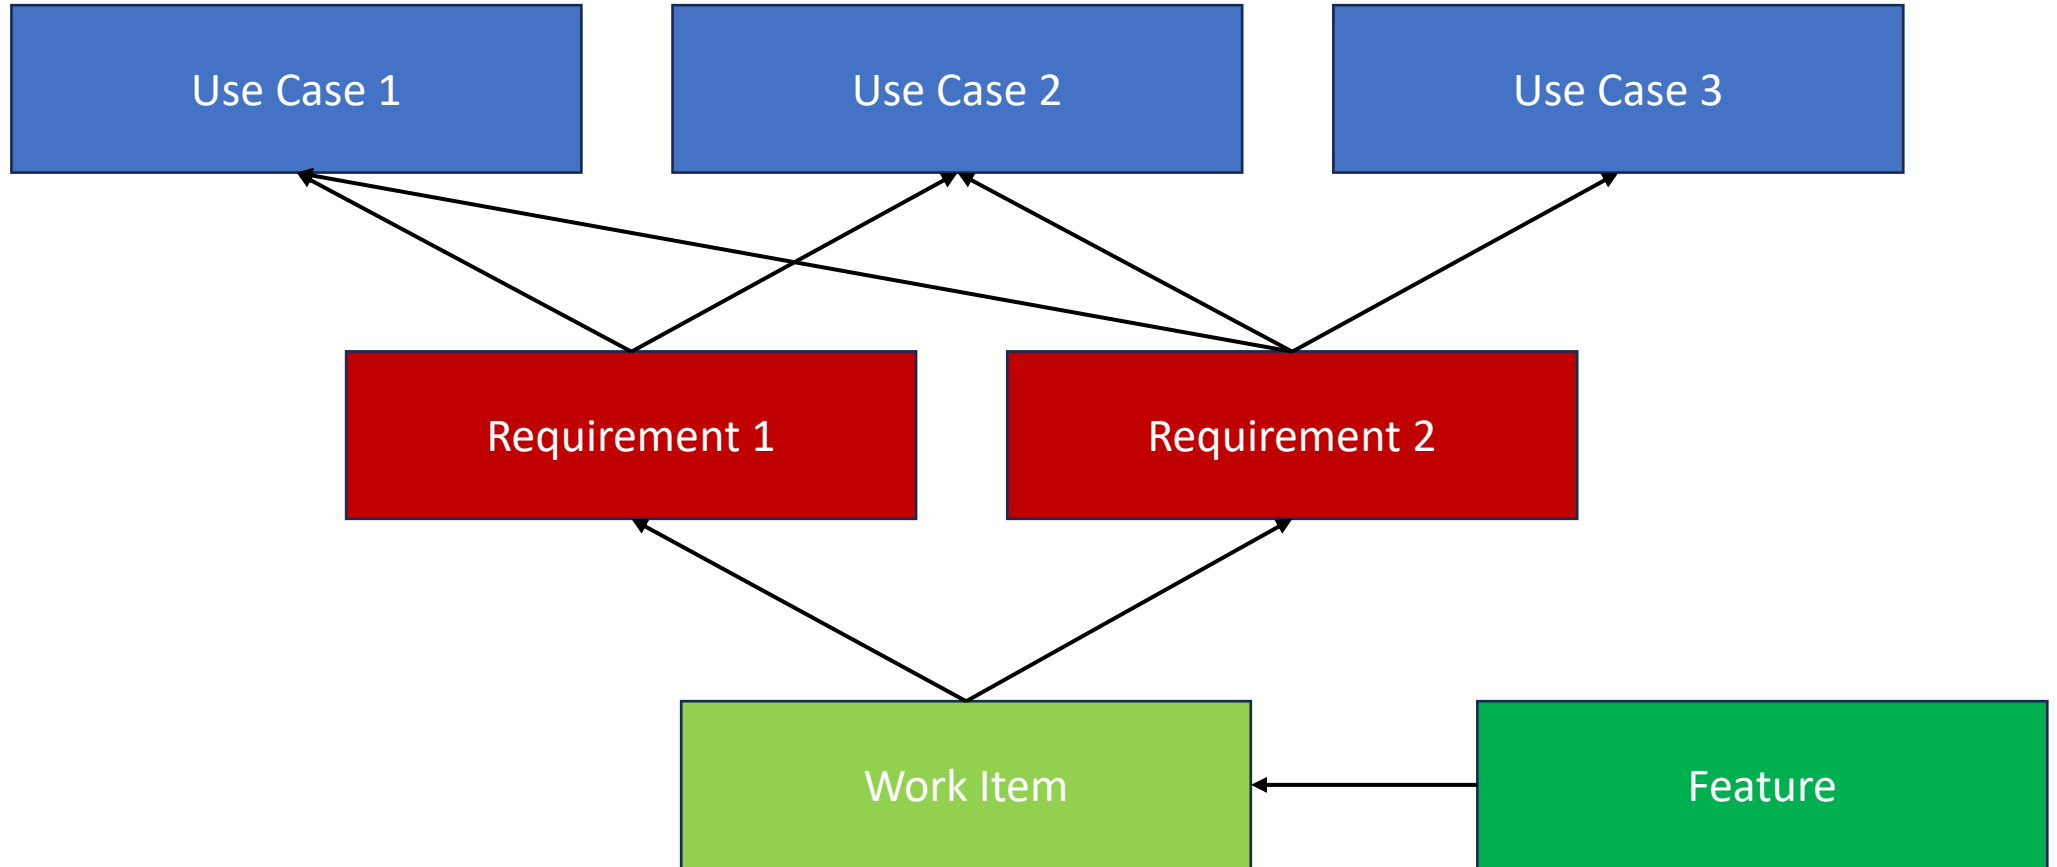 Use Case 1
Use Case 2
Use Case 3
Requirement 1
Requirement 2
Work Item
Feature